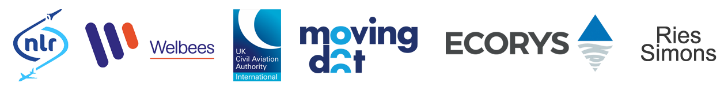 nlr
Welbees
UK
Civil Aviation
Authority
International
moving
dot
ECORYS
Ries
Simons